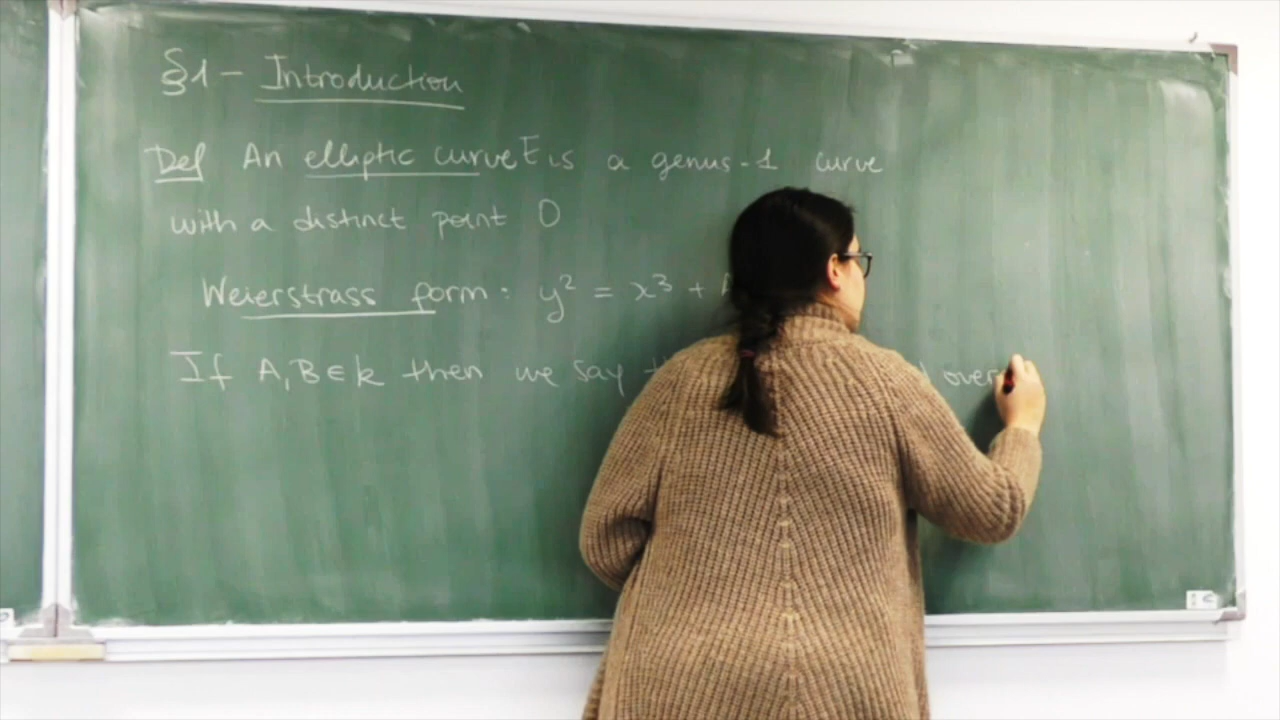 §1 - Introduction
Def An elliptic curve E is a genus-1 curve
with a distinct point O
Weierstrass form: y² = x³ +
If A, B ∈ k then we say over